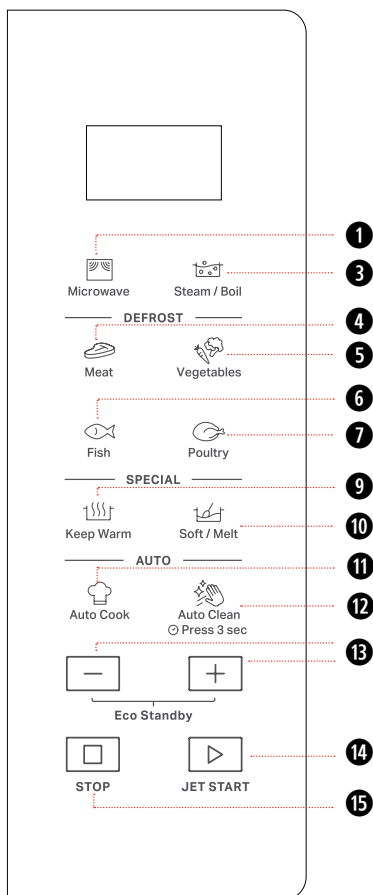 1
Microwave Steam / Boil
3
DEFROST
4
Meat Vegetables
5
6
Fish Poultry
7
SPECIAL
9
Keep Warm Soft / Melt
10
AUTO
11
Auto Cook Auto Clean
12
Press 3 sec
13
− +
Eco Standby
14
STOP JET START
15